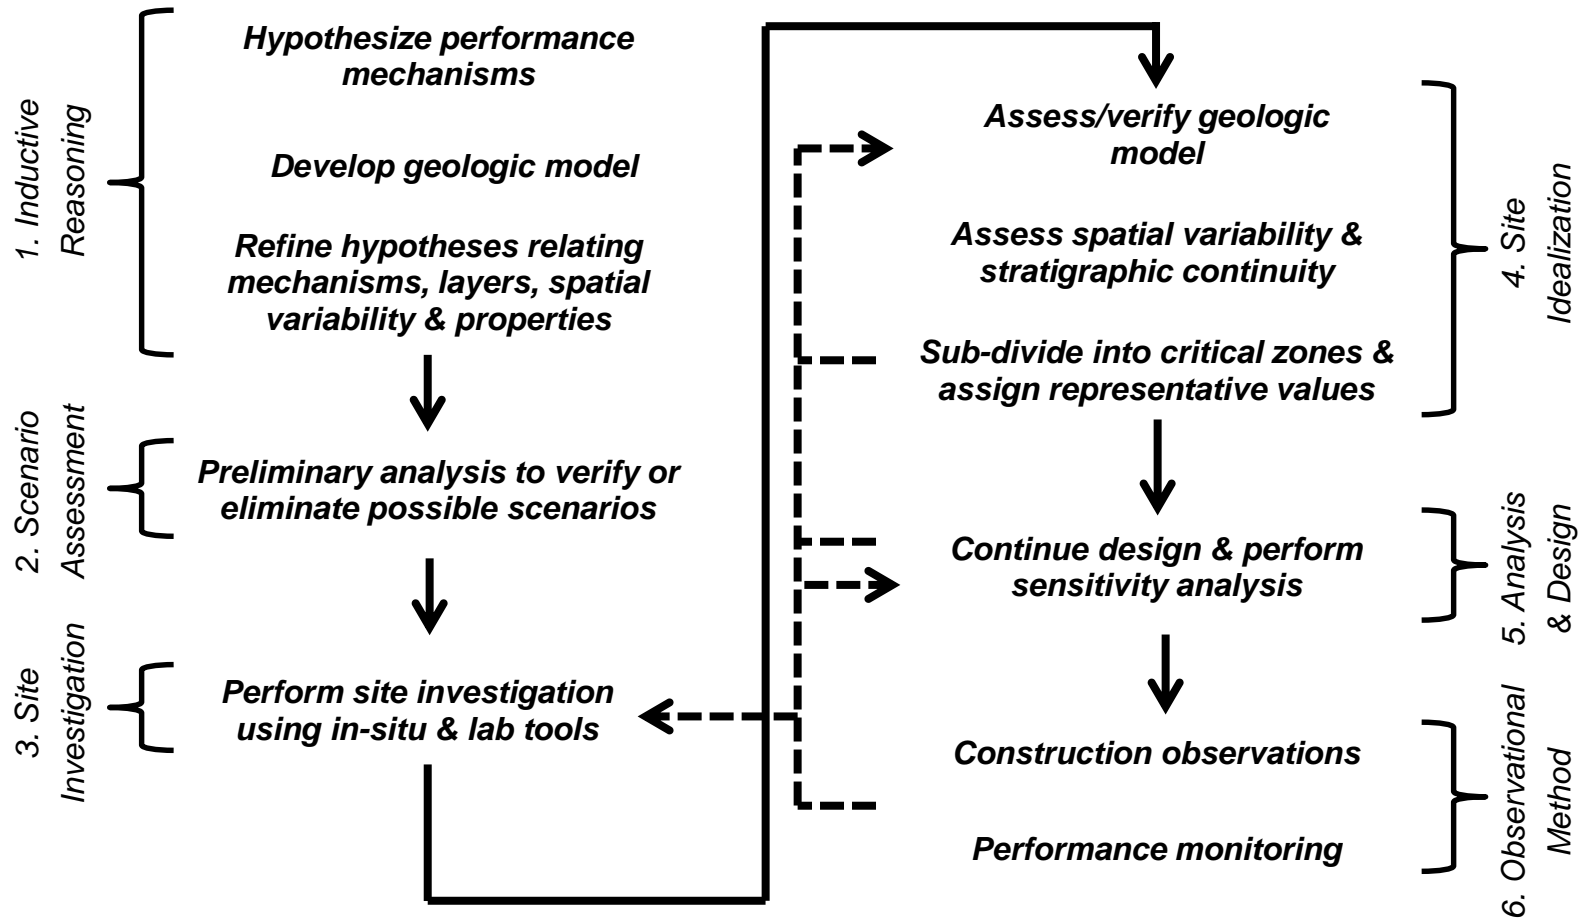 1. Inductive
Reasoning
Hypothesize performance
mechanisms
Develop geologic model
Refine hypotheses relating
mechanisms, layers, spatial
variability & properties
2. Scenario
Assessment
Preliminary analysis to verify or
eliminate possible scenarios
3. Site
Investigation
Perform site investigation
using in-situ & lab tools
Assess/verify geologic
model
Assess spatial variability &
stratigraphic continuity
Sub-divide into critical zones &
assign representative values
4. Site
Idealization
Continue design & perform
sensitivity analysis
5. Analysis
& Design
Construction observations
Performance monitoring
6. Observational
Method